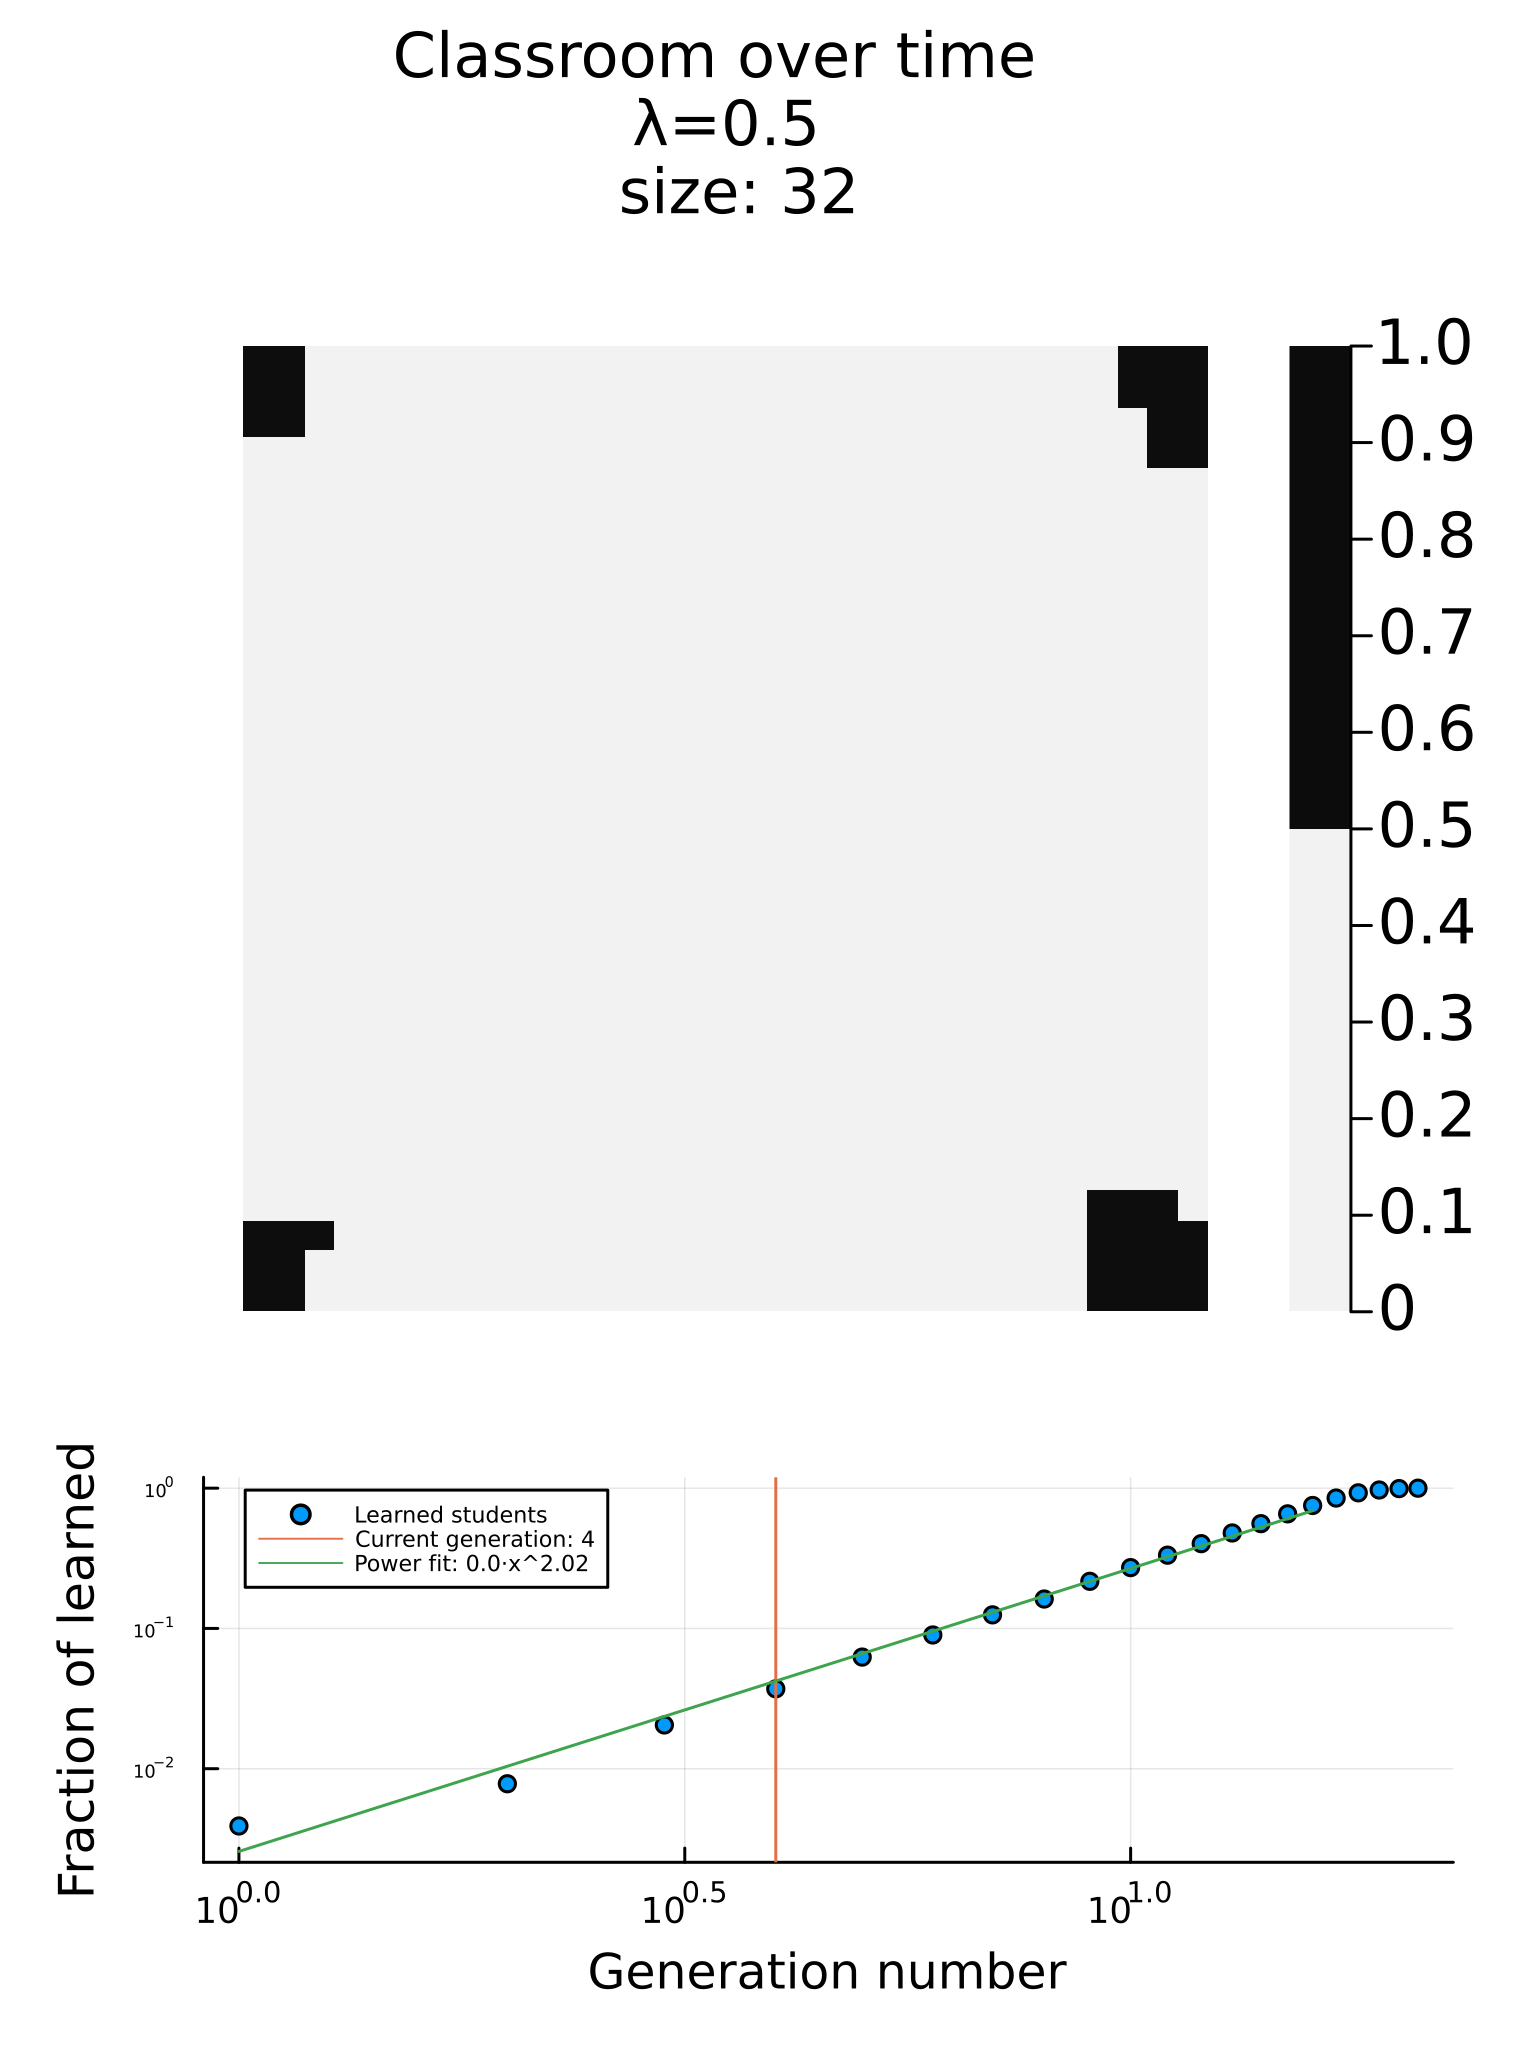 Classroom over time
λ=0.5
size: 32
1.0
0.9
0.8
0.7
0.6
0.5
0.4
0.3
0.2
0.1
0
Fraction of learned
10⁰
10⁻¹
10⁻²
Learned students
Current generation: 4
Power fit: 0.0·x^2.02
10^0.0 10^0.5 10^1.0
Generation number